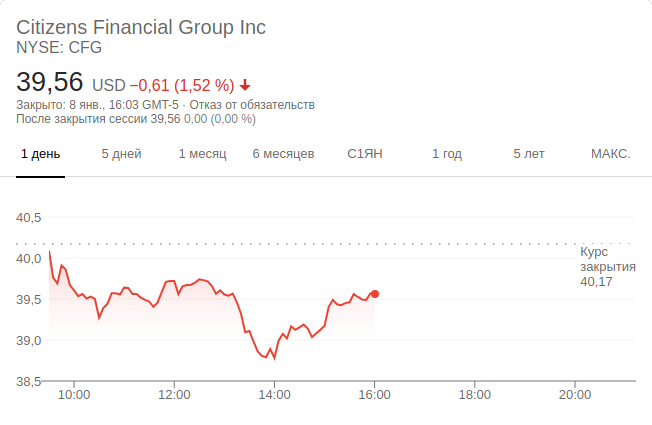 Citizens Financial Group Inc
NYSE: CFG
39,56 USD −0,61 (1,52 %)
Закрыто: 8 янв., 16:03 GMT-5 · Отказ от обязательств
После закрытия сессии 39,56 0,00 (0,00 %)
1 день 5 дней 1 месяц 6 месяцев С1ЯН 1 год 5 лет МАКС.
40,5
Курс
закрытия
40,17
40,0
39,5
39,0
38,5
10:00 12:00 14:00 16:00 18:00 20:00